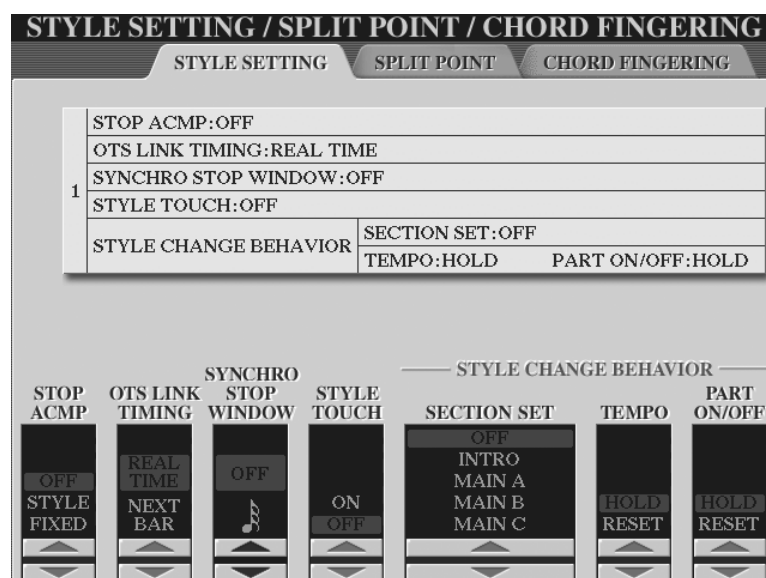 STYLE SETTING / SPLIT POINT / CHORD FINGERING
STYLE SETTING SPLIT POINT CHORD FINGERING
1
STOP ACMP:OFF
OTS LINK TIMING:REAL TIME
SYNCHRO STOP WINDOW:OFF
STYLE TOUCH:OFF
STYLE CHANGE BEHAVIOR
SECTION SET:OFF
TEMPO:HOLD PART ON/OFF:HOLD
STOP
ACMP
OFF
STYLE
FIXED
OTS LINK
TIMING
REAL
TIME
NEXT
BAR
SYNCHRO
STOP
WINDOW
OFF
STYLE
TOUCH
ON
OFF
STYLE CHANGE BEHAVIOR
SECTION SET
OFF
INTRO
MAIN A
MAIN B
MAIN C
TEMPO
HOLD
RESET
PART
ON/OFF
HOLD
RESET